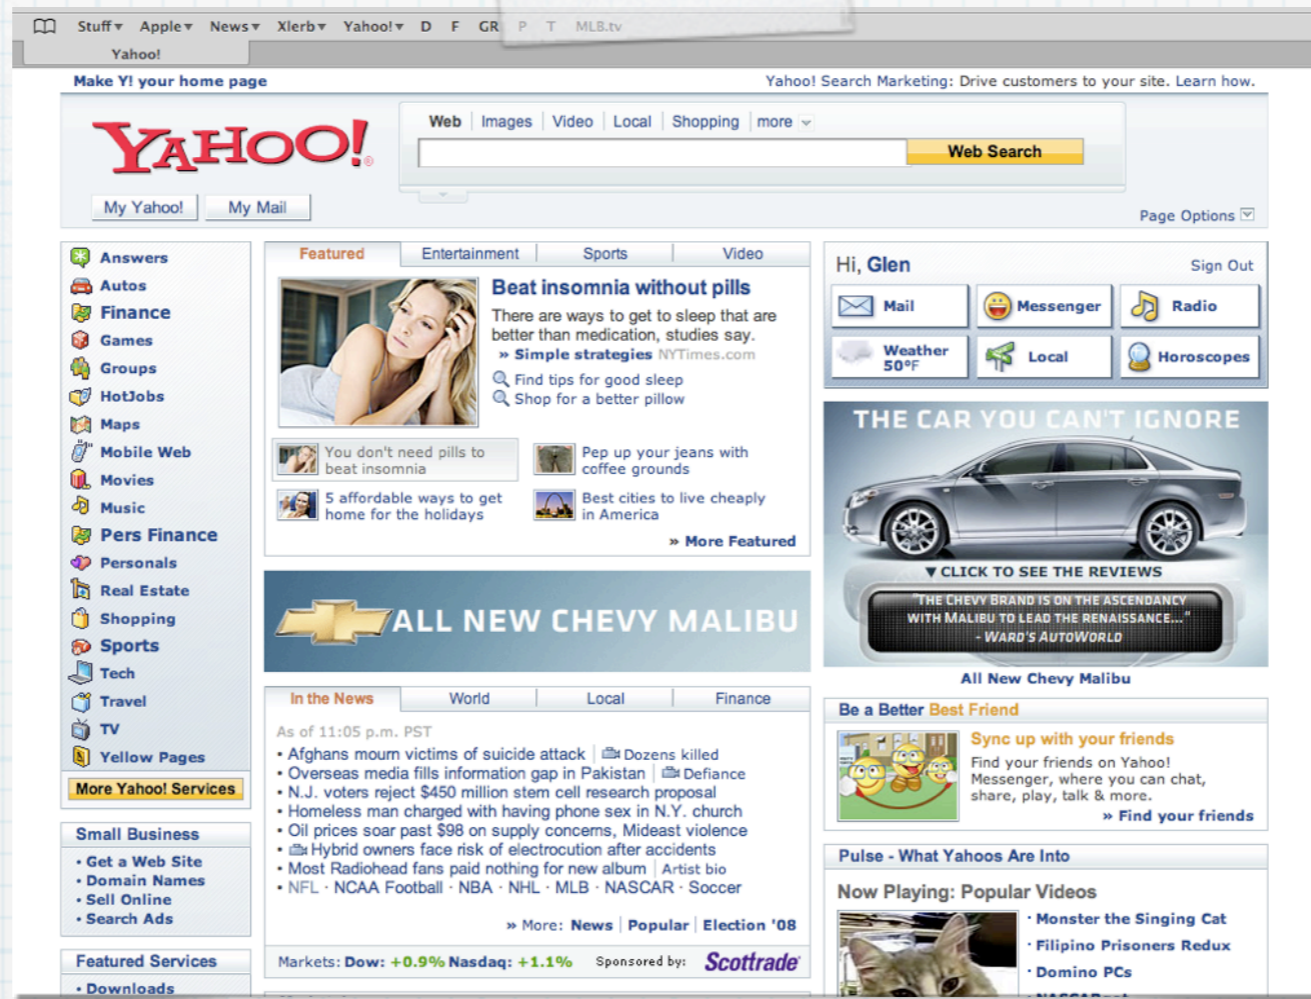 Stuff Apple News Xlerb Yahoo! D F GR P T MLB.tv
Yahoo!
Make Y! your home page
Yahoo! Search Marketing: Drive customers to your site. Learn how.
YAHOO!
Web Images Video Local Shopping more
Web Search
My Yahoo! My Mail
Page Options
Answers
Autos
Finance
Games
Groups
HotJobs
Maps
Mobile Web
Movies
Music
Pers Finance
Personals
Real Estate
Shopping
Sports
Tech
Travel
TV
Yellow Pages
More Yahoo! Services
Small Business
• Get a Web Site
• Domain Names
• Sell Online
• Search Ads
Featured Services
• Downloads
Featured Entertainment Sports Video
Beat insomnia without pills
There are ways to get to sleep that are
better than medication, studies say.
» Simple strategies NYTimes.com
Find tips for good sleep
Shop for a better pillow
You don't need pills to
beat insomnia
Pep up your jeans with
coffee grounds
5 affordable ways to get
home for the holidays
Best cities to live cheaply
in America
» More Featured
ALL NEW CHEVY MALIBU
In the News World Local Finance
As of 11:05 p.m. PST
• Afghans mourn victims of suicide attack | Dozens killed
• Overseas media fills information gap in Pakistan | Defiance
• N.J. voters reject $450 million stem cell research proposal
• Homeless man charged with having phone sex in N.Y. church
• Oil prices soar past $98 on supply concerns, Mideast violence
• Hybrid owners face risk of electrocution after accidents
• Most Radiohead fans paid nothing for new album | Artist bio
• NFL · NCAA Football · NBA · NHL · MLB · NASCAR · Soccer
» More: News | Popular | Election '08
Markets: Dow: +0.9% Nasdaq: +1.1% Sponsored by: Scottrade
Hi, Glen
Sign Out
Mail Messenger Radio
Weather
50°F
Local Horoscopes
THE CAR YOU CAN'T IGNORE
▼ CLICK TO SEE THE REVIEWS
"THE CHEVY BRAND IS ON THE ASCENDANCY
WITH MALIBU TO LEAD THE RENAISSANCE..."
- WARD'S AUTOWORLD
All New Chevy Malibu
Be a Better Best Friend
Sync up with your friends
Find your friends on Yahoo!
Messenger, where you can chat,
share, play, talk & more.
» Find your friends
Pulse - What Yahoos Are Into
Now Playing: Popular Videos
· Monster the Singing Cat
· Filipino Prisoners Redux
· Domino PCs